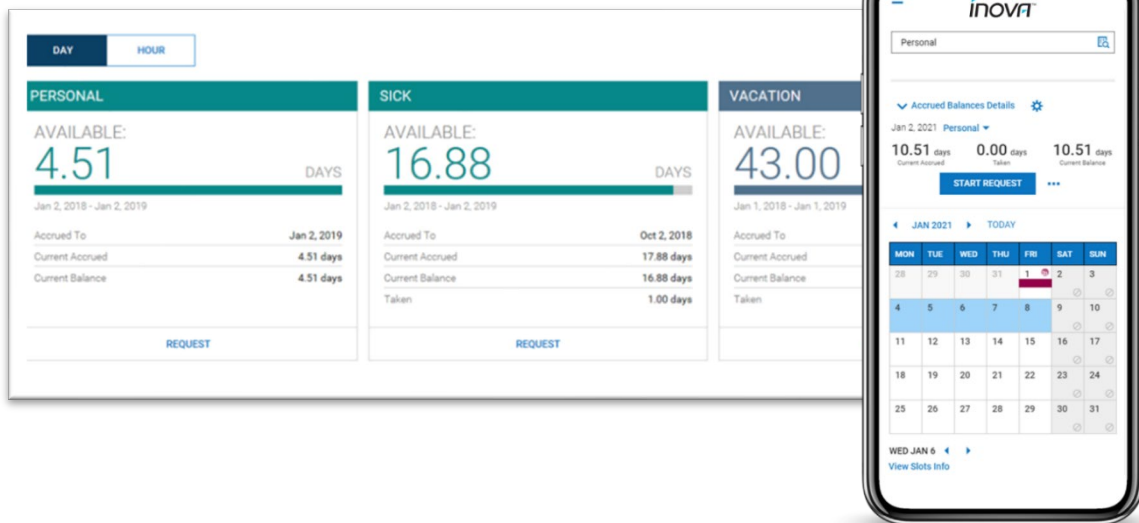 DAY HOUR
PERSONAL
AVAILABLE:
4.51 DAYS
Jan 2, 2018 - Jan 2, 2019
Accrued To Jan 2, 2019
Current Accrued 4.51 days
Current Balance 4.51 days
REQUEST
SICK
AVAILABLE:
16.88 DAYS
Jan 2, 2018 - Jan 2, 2019
Accrued To Oct 2, 2018
Current Accrued 17.88 days
Current Balance 16.88 days
Taken 1.00 days
REQUEST
VACATION
AVAILABLE:
43.00
Jan 1, 2018 - Jan 1, 2019
Accrued To
Current Accrued
Current Balance
Taken
inova
Personal
Accrued Balances Details
Jan 2, 2021 Personal
10.51 days 0.00 days 10.51 days
Current Accrued Taken Current Balance
START REQUEST
JAN 2021 TODAY
MON TUE WED THU FRI SAT SUN
28 29 30 31 1 2 3
4 5 6 7 8 9 10
11 12 13 14 15 16 17
18 19 20 21 22 23 24
25 26 27 28 29 30 31
WED JAN 6
View Slots Info